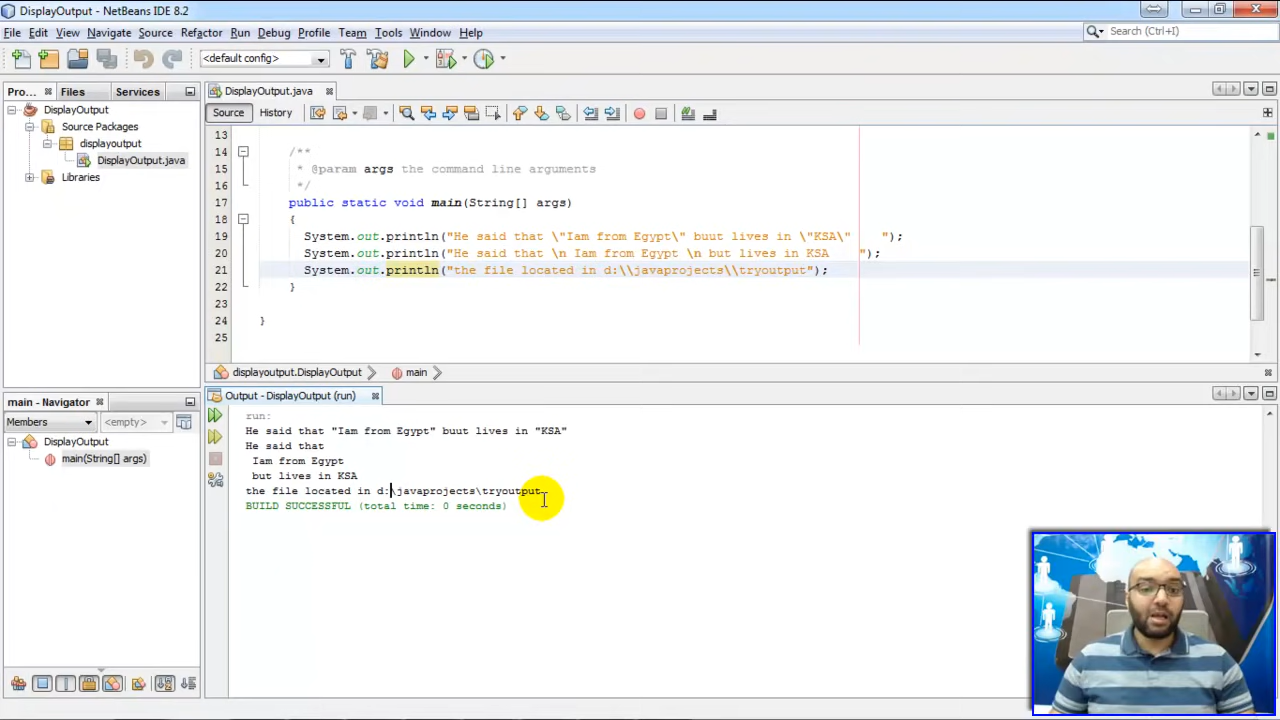 DisplayOutput - NetBeans IDE 8.2
File Edit View Navigate Source Refactor Run Debug Profile Team Tools Window Help
Search (Ctrl+I)
<default config>
Pro... Files Services
DisplayOutput
Source Packages
displayoutput
DisplayOutput.java
Libraries
DisplayOutput.java
Source History
13
14 /**
15 * @param args the command line arguments
16 */
17 public static void main(String[] args)
18 {
19 System.out.println("He said that \"Iam from Egypt\" buut lives in \"KSA\"    ");
20 System.out.println("He said that \n Iam from Egypt \n but lives in KSA    ");
21 System.out.println("the file located in d:\\javaprojects\\tryoutput");
22 }
23
24 }
25
displayoutput.DisplayOutput main
main - Navigator
Members <empty>
DisplayOutput
main(String[] args)
Output - DisplayOutput (run)
run:
He said that "Iam from Egypt" buut lives in "KSA"
He said that
Iam from Egypt
but lives in KSA
the file located in d:\javaprojects\tryoutput
BUILD SUCCESSFUL (total time: 0 seconds)